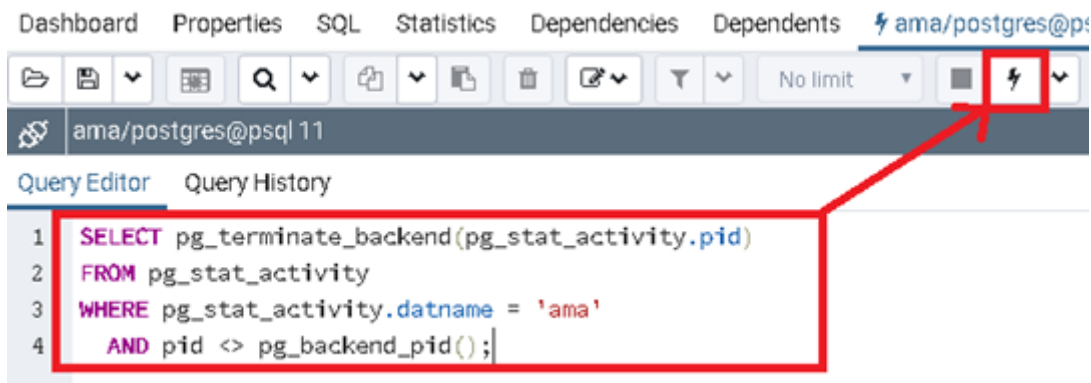 Dashboard Properties SQL Statistics Dependencies Dependents ama/postgres@ps
No limit
ama/postgres@psql 11
Query Editor Query History
1 SELECT pg_terminate_backend(pg_stat_activity.pid)
2 FROM pg_stat_activity
3 WHERE pg_stat_activity.datname = 'ama'
4 AND pid <> pg_backend_pid();